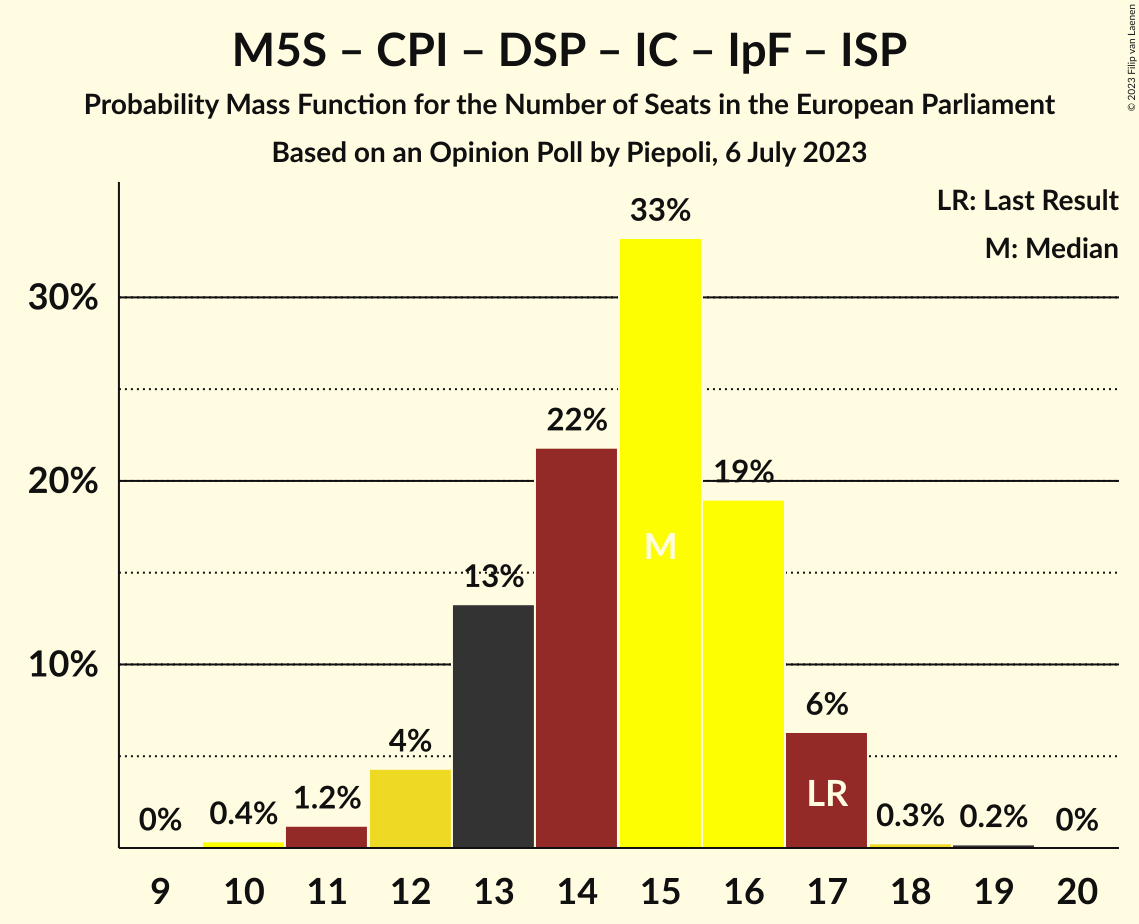 M5S – CPI – DSP – IC – IpF – ISP
Probability Mass Function for the Number of Seats in the European Parliament
Based on an Opinion Poll by Piepoli, 6 July 2023
© 2023 Filip van Laenen
LR: Last Result
M: Median
30%
20%
10%
0%
0.4%
1.2%
4%
13%
22%
33%
19%
6%
0.3%
0.2%
0%
M
LR
9 10 11 12 13 14 15 16 17 18 19 20